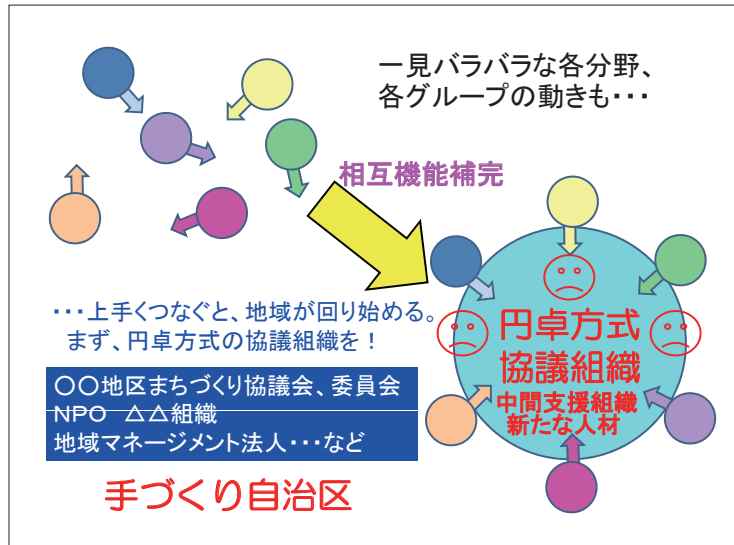 一見バラバラな各分野、
各グループの動きも・・・
相互機能補完
・・・上手くつなぐと、地域が回り始める。
まず、円卓方式の協議組織を！
〇〇地区まちづくり協議会、委員会
NPO　△△組織
地域マネージメント法人・・・など
手づくり自治区
円卓方式
協議組織
中間支援組織
新たな人材